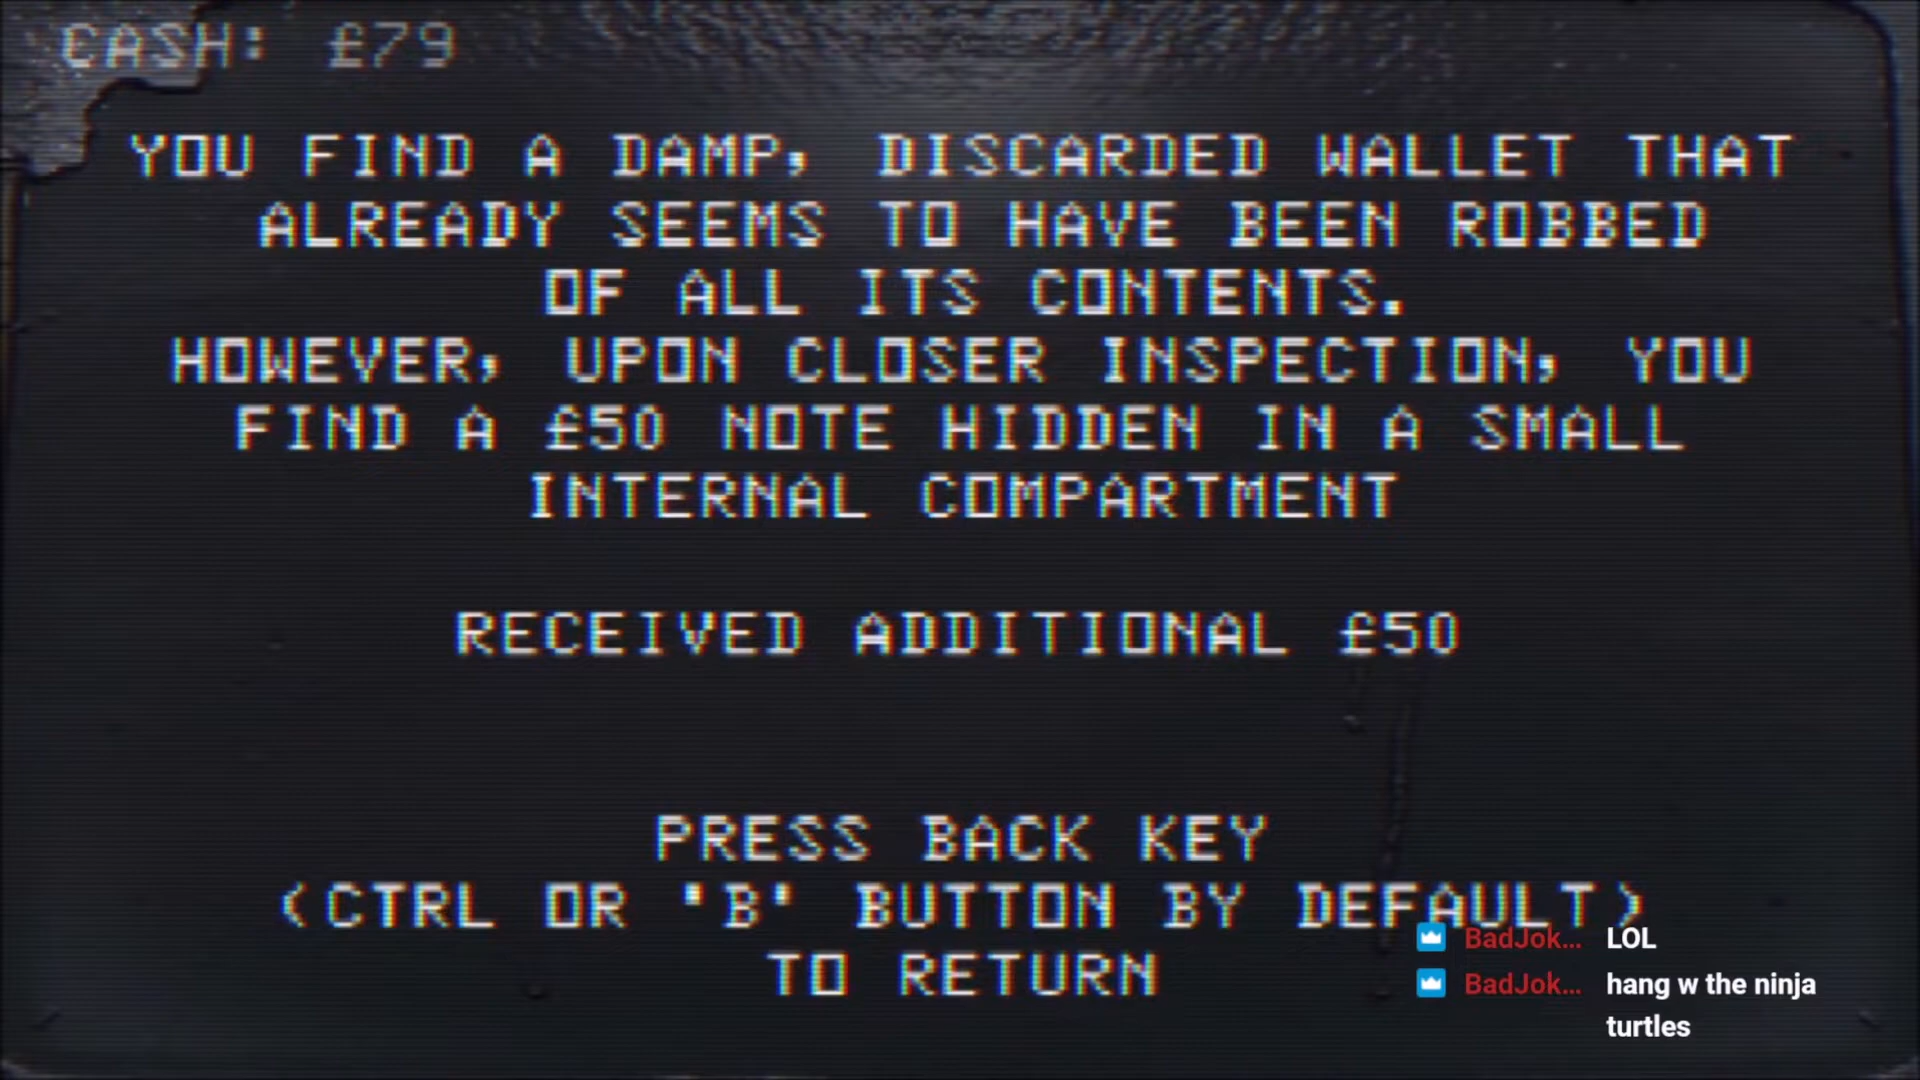 CASH: £79
YOU FIND A DAMP, DISCARDED WALLET THAT
ALREADY SEEMS TO HAVE BEEN ROBBED
OF ALL ITS CONTENTS.
HOWEVER, UPON CLOSER INSPECTION, YOU
FIND A £50 NOTE HIDDEN IN A SMALL
INTERNAL COMPARTMENT
RECEIVED ADDITIONAL £50
PRESS BACK KEY
(CTRL OR 'B' BUTTON BY DEFAULT)
TO RETURN
BadJok... LOL
BadJok... hang w the ninja
turtles